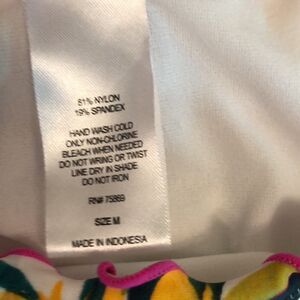 81% NYLON
19% SPANDEX
HAND WASH COLD
ONLY NON-CHLORINE
BLEACH WHEN NEEDED
DO NOT WRING OR TWIST
LINE DRY IN SHADE
DO NOT IRON
RN# 75869
SIZE M
MADE IN INDONESIA